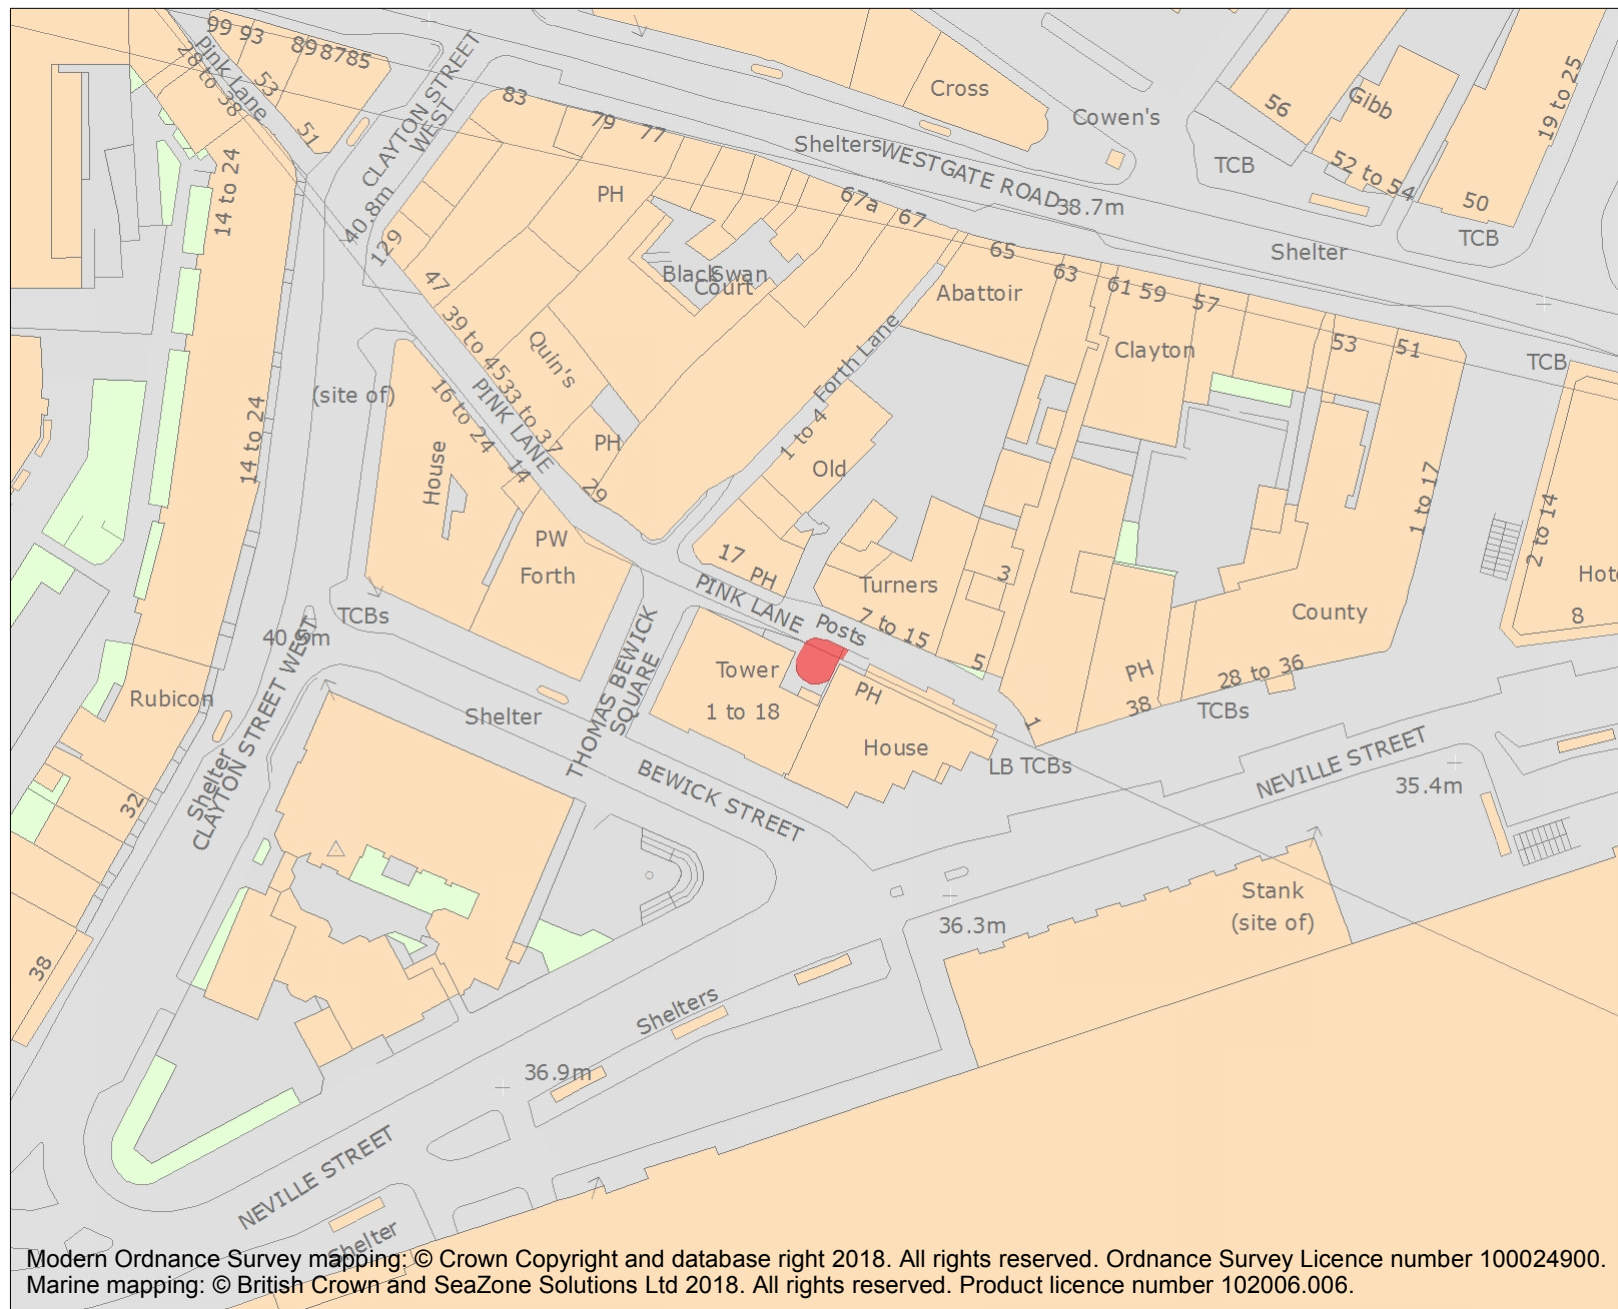 99 93
89 87 85
Pink Lane
28 to 38
53
51
CLAYTON STREET
WEST
83
79
77
Cross
Cowen's
56
Gibb
19 to 25
Shelters
WESTGATE ROAD
38.7m
TCB
52 to 54
50
TCB
Shelter
14 to 24
40.8m
129
PH
67a
67
65
63
61 59
57
53
51
TCB
Black Swan
Court
47
39 to 45
33 to 37
Quin's
Abattoir
Clayton
Forth Lane
(site of)
16 to 24
PINK LANE
14
House
14 to 24
PH
29
1 to 4
Old
1 to 17
2 to 14
PW
Forth
17 PH
Turners
3
Hote
8
PINK LANE
Posts
7 to 15
County
TCBs
40.9m
THOMAS BEWICK
SQUARE
Tower
1 to 18
PH
House
5
1
PH
38
28 to 36
TCBs
Rubicon
Shelter
CLAYTON STREET WEST
Shelter
32
BEWICK STREET
LB TCBs
NEVILLE STREET
35.4m
Stank
(site of)
36.3m
38
Shelters
36.9m
NEVILLE STREET
Shelter
Modern Ordnance Survey mapping: © Crown Copyright and database right 2018. All rights reserved. Ordnance Survey Licence number 100024900.
Marine mapping: © British Crown and SeaZone Solutions Ltd 2018. All rights reserved. Product licence number 102006.006.